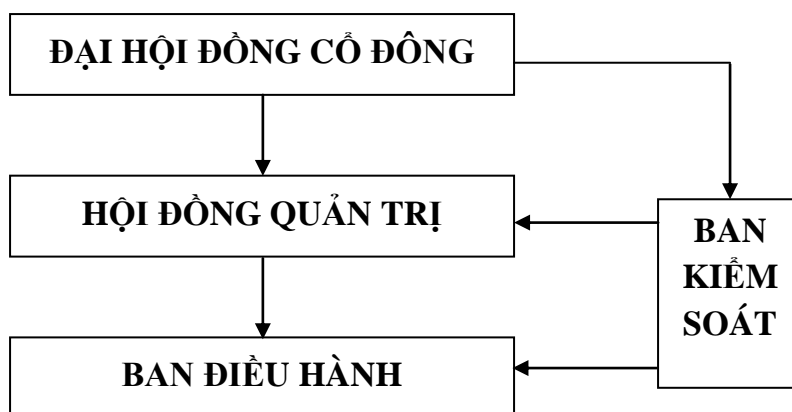 ĐẠI HỘI ĐỒNG CỔ ĐÔNG
HỘI ĐỒNG QUẢN TRỊ
BAN
KIỂM
SOÁT
BAN ĐIỀU HÀNH